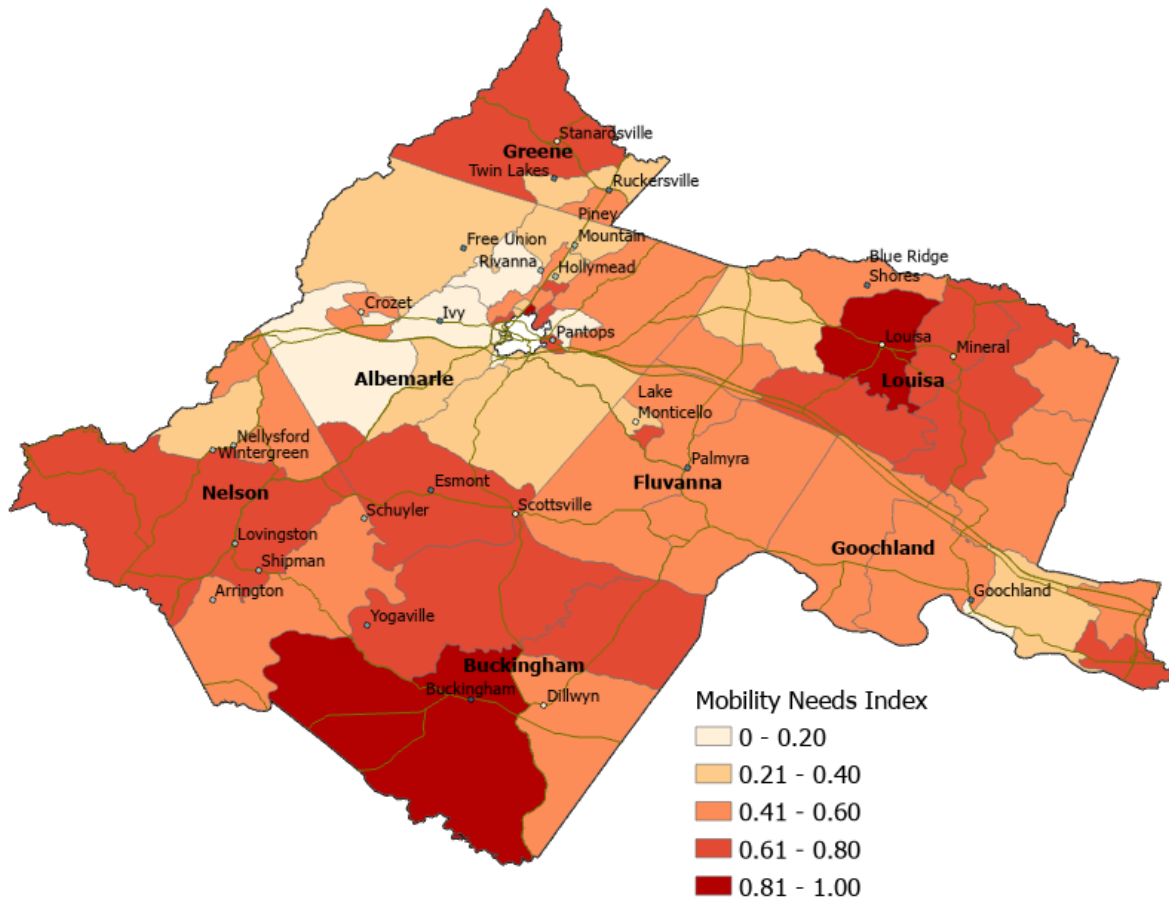 Stanardsville
Greene
Twin Lakes
Ruckersville
Piney
Mountain
Free Union
Rivanna
Hollymead
Blue Ridge
Shores
Crozet
Ivy
Pantops
Louisa
Mineral
Albemarle
Louisa
Lake
Monticello
Nellysford
Wintergreen
Palmyra
Nelson
Esmont
Fluvanna
Schuyler
Scottsville
Lovingston
Goochland
Shipman
Arrington
Goochland
Yogaville
Buckingham
Buckingham
Dillwyn
Mobility Needs Index
0 - 0.20
0.21 - 0.40
0.41 - 0.60
0.61 - 0.80
0.81 - 1.00